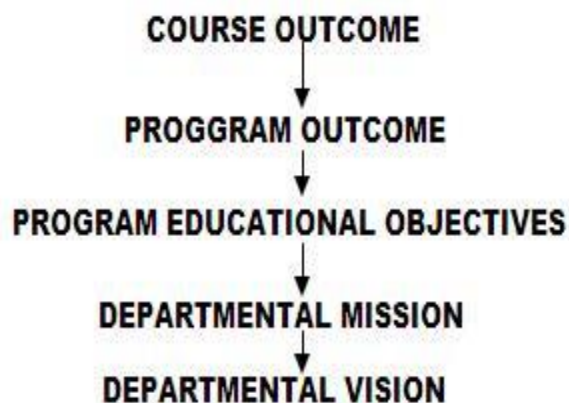 COURSE OUTCOME
PROGGRAM OUTCOME
PROGRAM EDUCATIONAL OBJECTIVES
DEPARTMENTAL MISSION
DEPARTMENTAL VISION